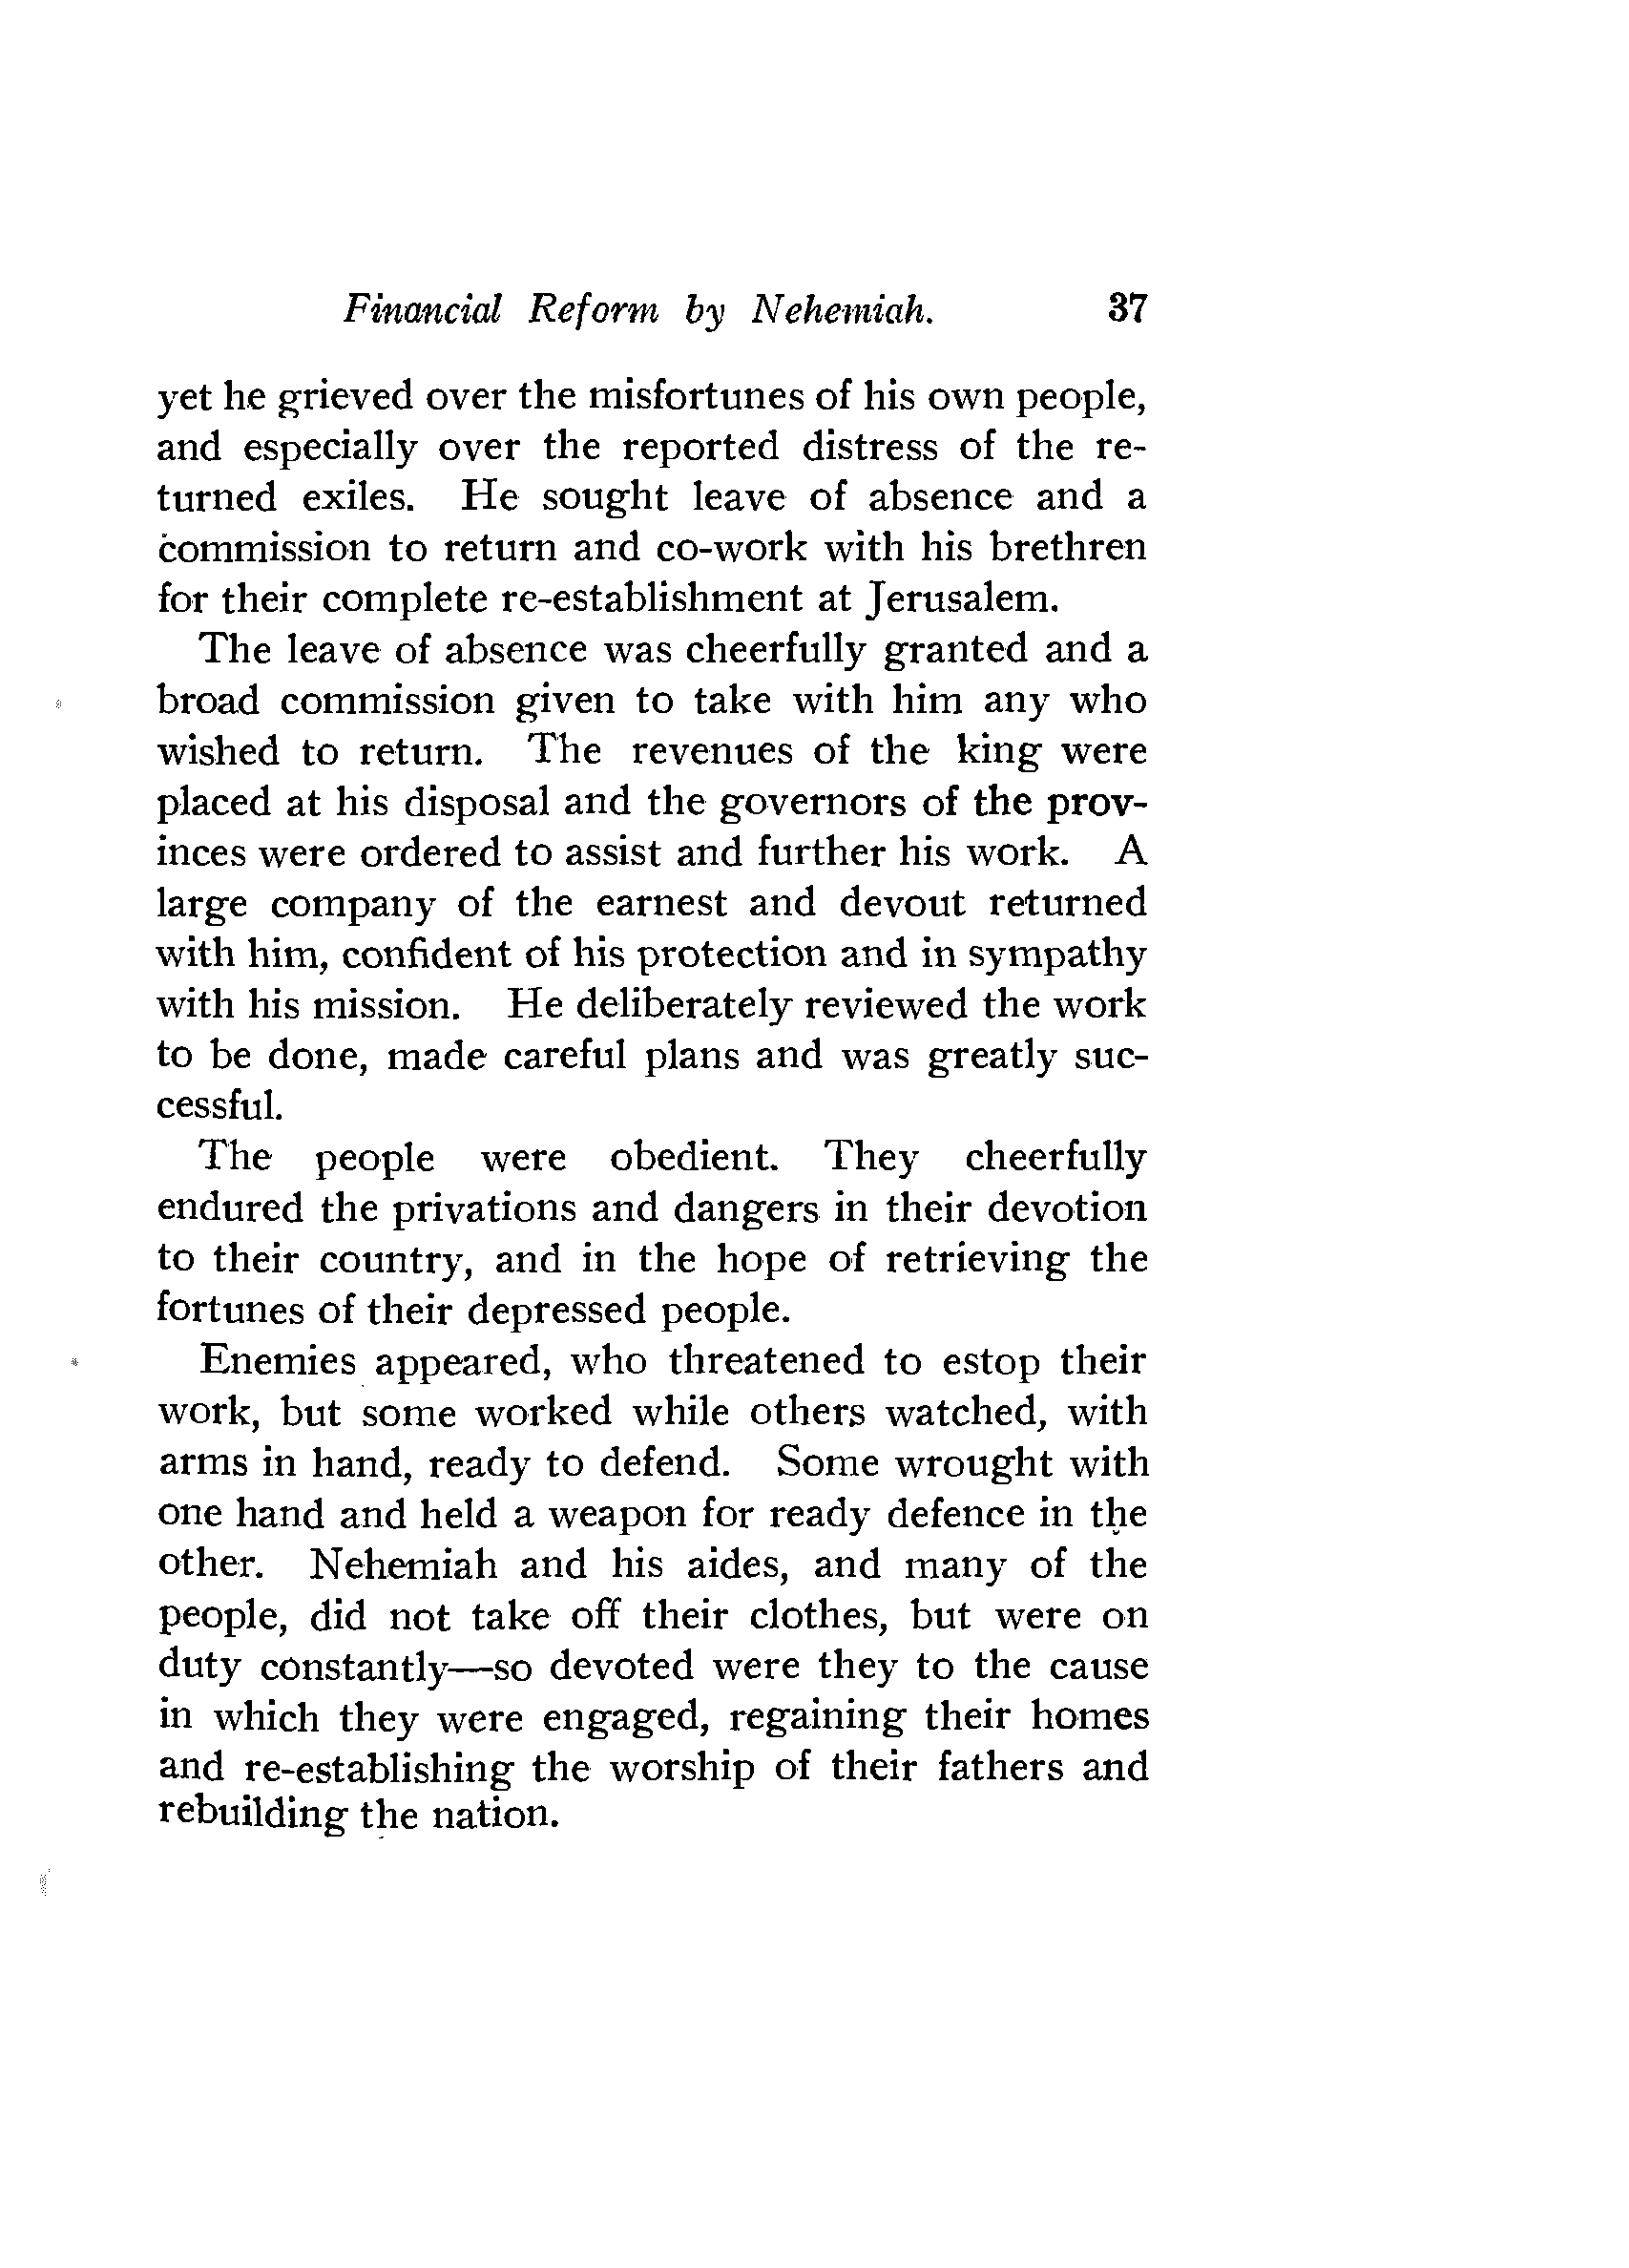 Financial Reform by Nehemiah. 37
yet he grieved over the misfortunes of his own people,
and especially over the reported distress of the re-
turned exiles. He sought leave of absence and a
commission to return and co-work with his brethren
for their complete re-establishment at Jerusalem.
The leave of absence was cheerfully granted and a
broad commission given to take with him any who
wished to return. The revenues of the king were
placed at his disposal and the governors of the prov-
inces were ordered to assist and further his work. A
large company of the earnest and devout returned
with him, confident of his protection and in sympathy
with his mission. He deliberately reviewed the work
to be done, made careful plans and was greatly suc-
cessful.
The people were obedient. They cheerfully
endured the privations and dangers in their devotion
to their country, and in the hope of retrieving the
fortunes of their depressed people.
Enemies appeared, who threatened to estop their
work, but some worked while others watched, with
arms in hand, ready to defend. Some wrought with
one hand and held a weapon for ready defence in the
other. Nehemiah and his aides, and many of the
people, did not take off their clothes, but were on
duty constantly—so devoted were they to the cause
in which they were engaged, regaining their homes
and re-establishing the worship of their fathers and
rebuilding the nation.